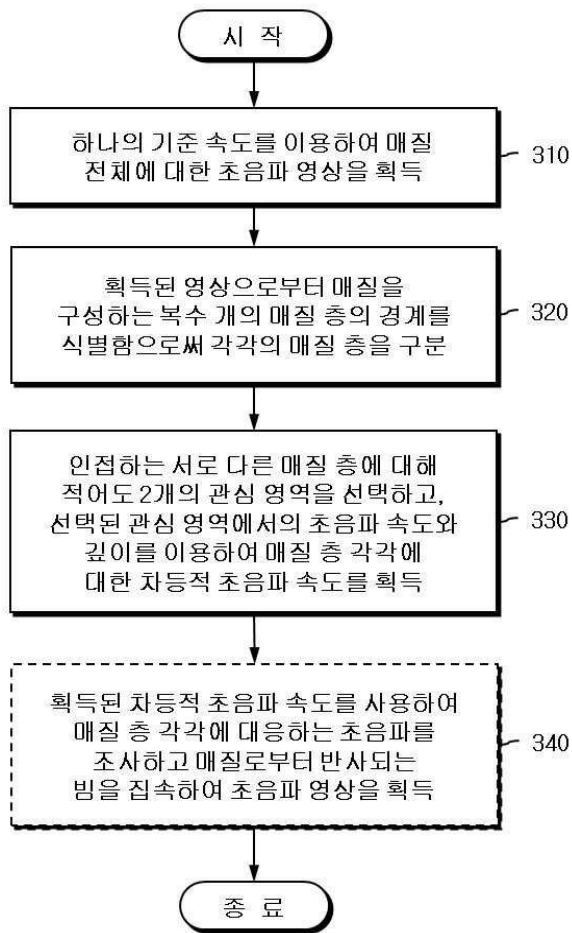 시 작
하나의 기준 속도를 이용하여 매질
전체에 대한 초음파 영상을 획득
310
획득된 영상으로부터 매질을
구성하는 복수 개의 매질 층의 경계를
식별함으로써 각각의 매질 층을 구분
320
인접하는 서로 다른 매질 층에 대해
적어도 2개의 관심 영역을 선택하고,
선택된 관심 영역에서의 초음파 속도와
깊이를 이용하여 매질 층 각각에
대한 차등적 초음파 속도를 획득
330
획득된 차등적 초음파 속도를 사용하여
매질 층 각각에 대응하는 초음파를
조사하고 매질로부터 반사되는
빔을 집속하여 초음파 영상을 획득
340
종 료